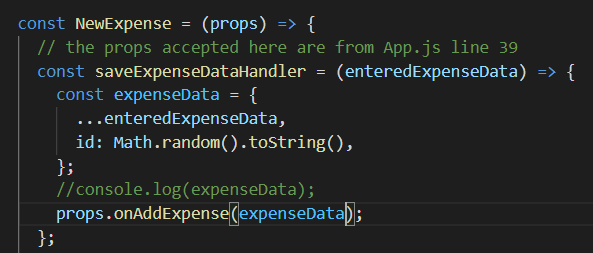 const NewExpense = (props) => {
// the props accepted here are from App.js line 39
const saveExpenseDataHandler = (enteredExpenseData) => {
const expenseData = {
...enteredExpenseData,
id: Math.random().toString(),
};
//console.log(expenseData);
props.onAddExpense(expenseData);
};